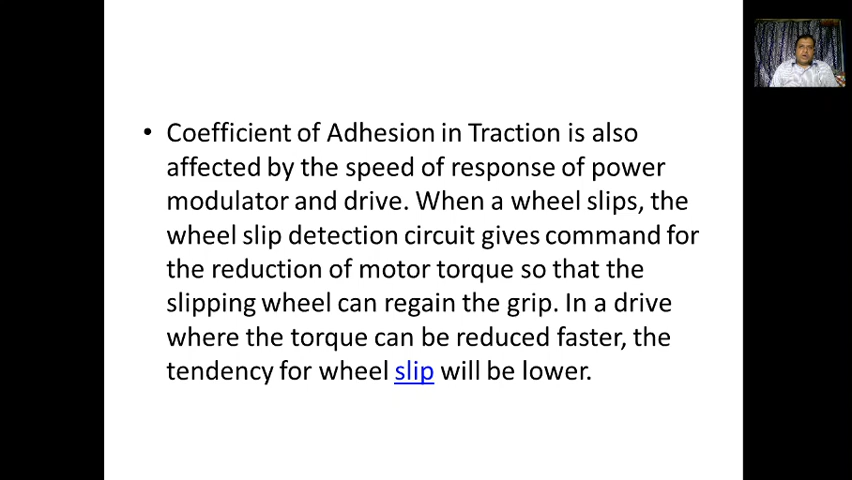 • Coefficient of Adhesion in Traction is also
affected by the speed of response of power
modulator and drive. When a wheel slips, the
wheel slip detection circuit gives command for
the reduction of motor torque so that the
slipping wheel can regain the grip. In a drive
where the torque can be reduced faster, the
tendency for wheel slip will be lower.